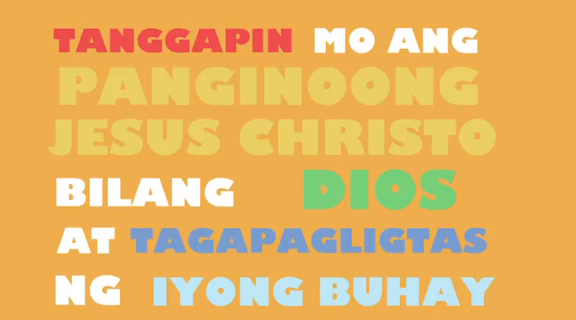 TANGGAPIN MO ANG
PANGINOONG
JESUS CHRISTO
BILANG DIOS
AT TAGAPAGLIGTAS
NG IYONG BUHAY